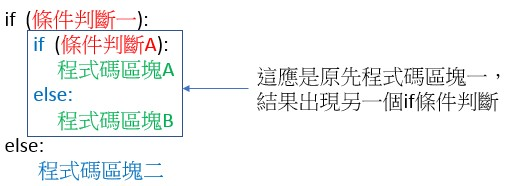 if (條件判斷一):
if (條件判斷A):
程式碼區塊A
else:
程式碼區塊B
else:
程式碼區塊二
這應是原先程式碼區塊一，
結果出現另一個if條件判斷